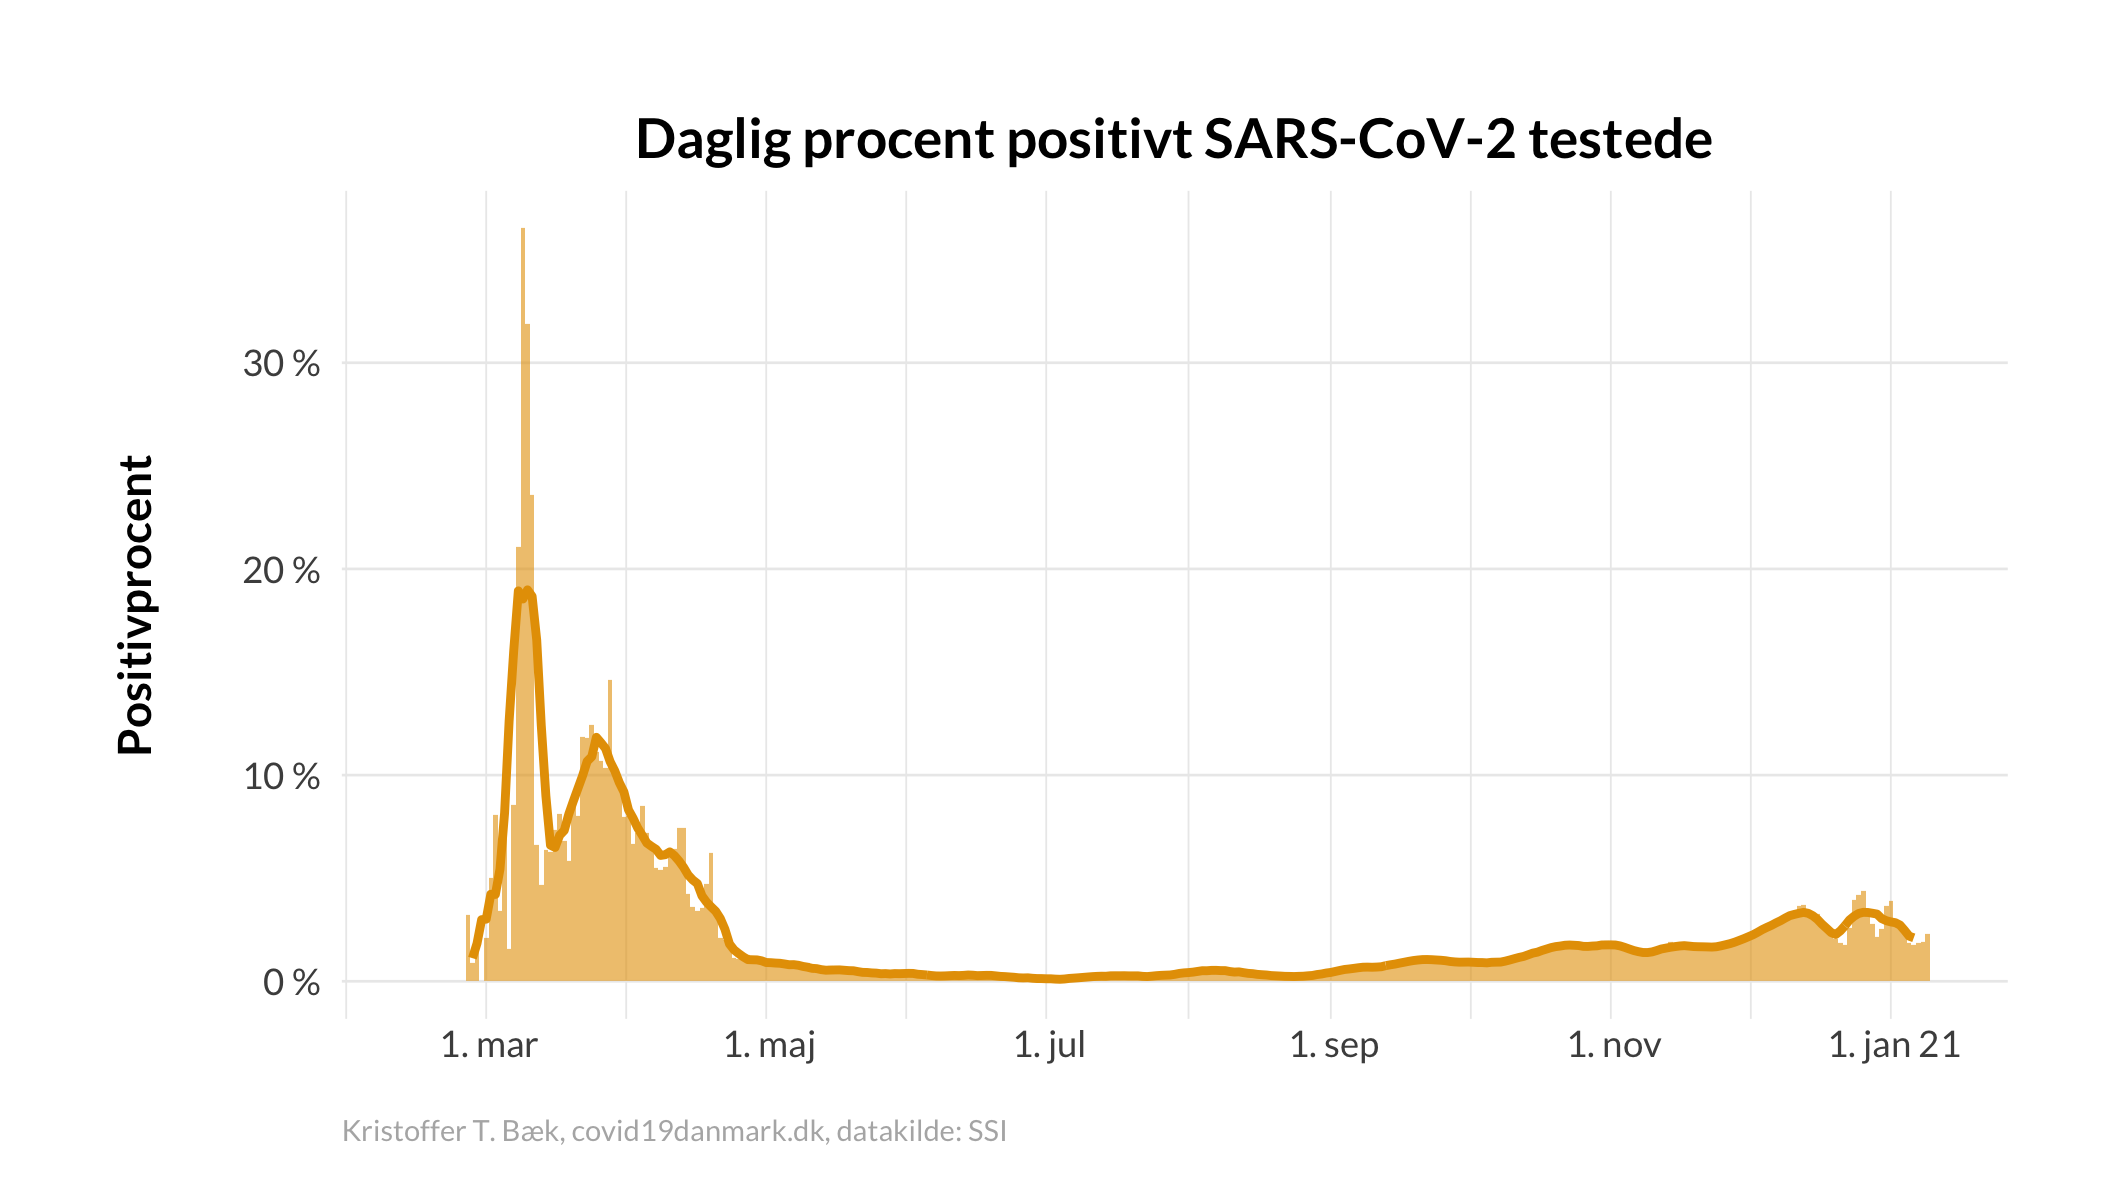 Daglig procent positivt SARS-CoV-2 testede
Positivprocent
30 %
20 %
10 %
0 %
1. mar
1. maj
1. jul
1. sep
1. nov
1. jan 21
Kristoffer T. Bæk, covid19danmark.dk, datakilde: SSI